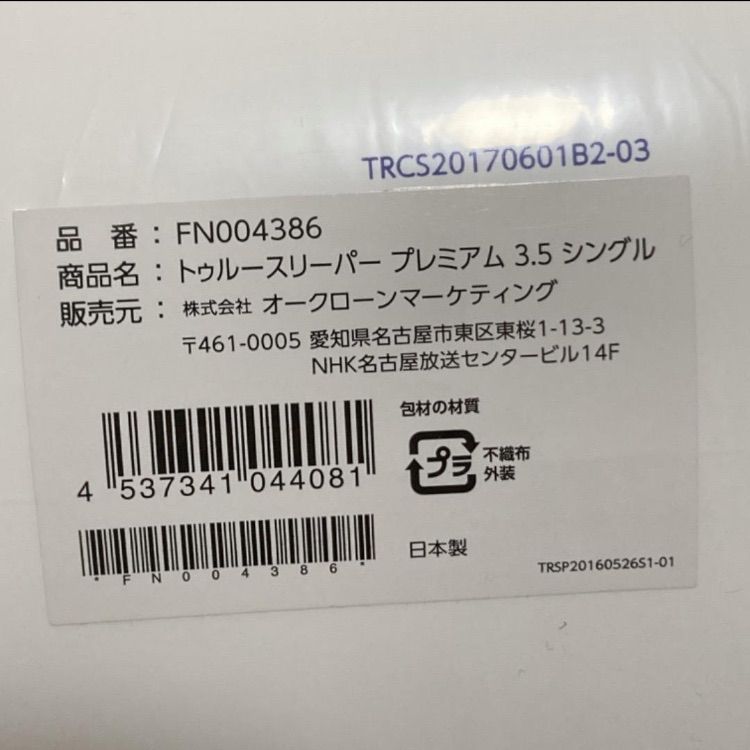 TRCS20170601B2-03
品 番 : FN004386
商品名 : トゥルースリーパー プレミアム 3.5 シングル
販売元 : 株式会社 オークローンマーケティング
〒461-0005 愛知県名古屋市東区東桜1-13-3
NHK名古屋放送センタービル14F
包材の材質
プラ
不織布
外装
4 537341 044081
*FN004386*
日本製
TRSP20160526S1-01